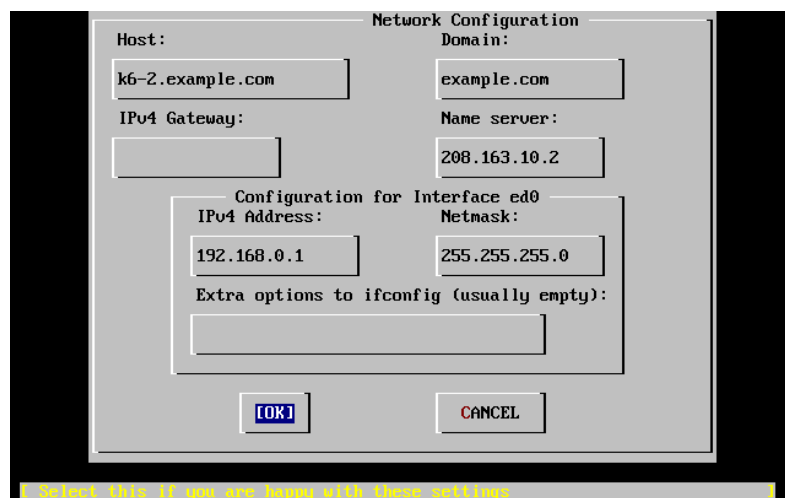 Network Configuration
Host: Domain:
k6-2.example.com example.com
IPv4 Gateway: Name server:
208.163.10.2
Configuration for Interface ed0
IPv4 Address: Netmask:
192.168.0.1 255.255.255.0
Extra options to ifconfig (usually empty):
[OK] CANCEL
[ Select this if you are happy with these settings ]